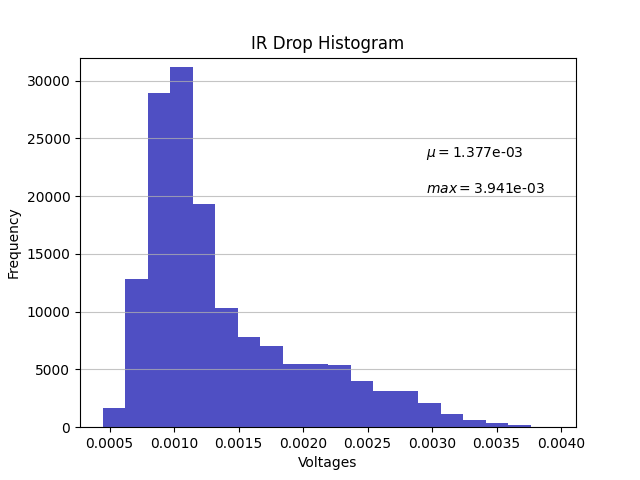 IR Drop Histogram
30000
25000
20000
15000
10000
5000
0
Frequency
μ = 1.377e-03
max = 3.941e-03
0.0005 0.0010 0.0015 0.0020 0.0025 0.0030 0.0035 0.0040
Voltages